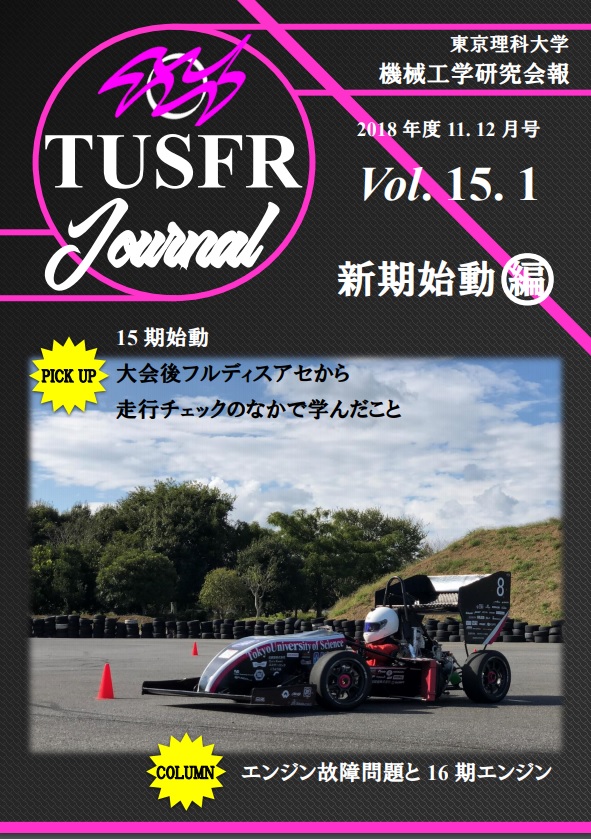 東京理科大学
機械工学研究会報
TUSFR
Journal
2018 年度 11. 12 月号
Vol. 15. 1
新期始動編
15 期始動
PICK UP
大会後フルディスアセから
走行チェックのなかで学んだこと
8
Tokyo University of Science
COLUMN
エンジン故障問題と 16 期エンジン